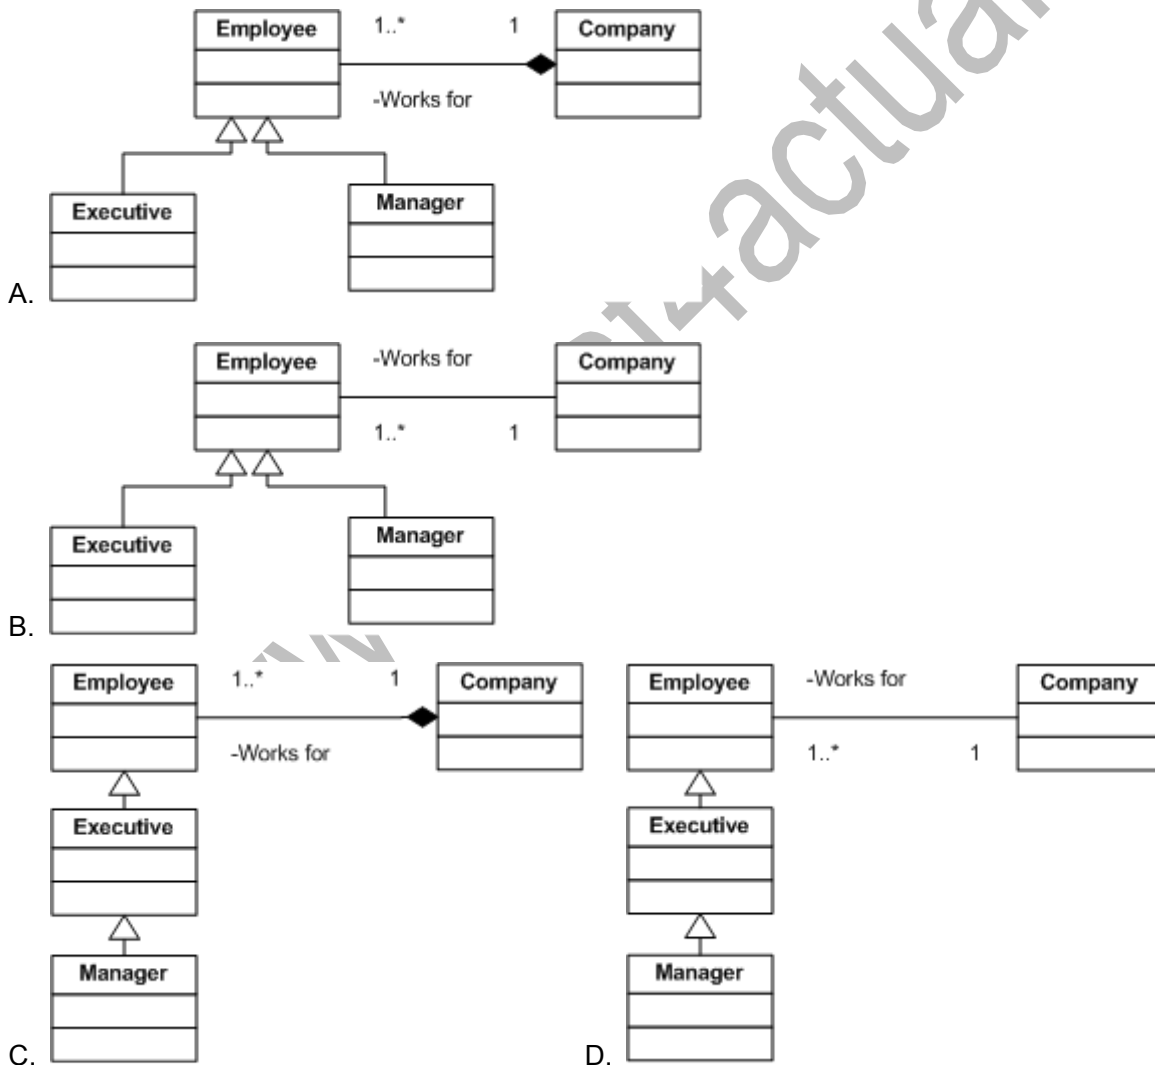 Employee 1..* 1 Company
-Works for
Executive
Manager
A.
Employee -Works for Company
1..* 1
Executive
Manager
B.
Employee 1..* 1 Company
-Works for
Executive
Manager
C.
Employee -Works for Company
1..* 1
Executive
Manager
D.